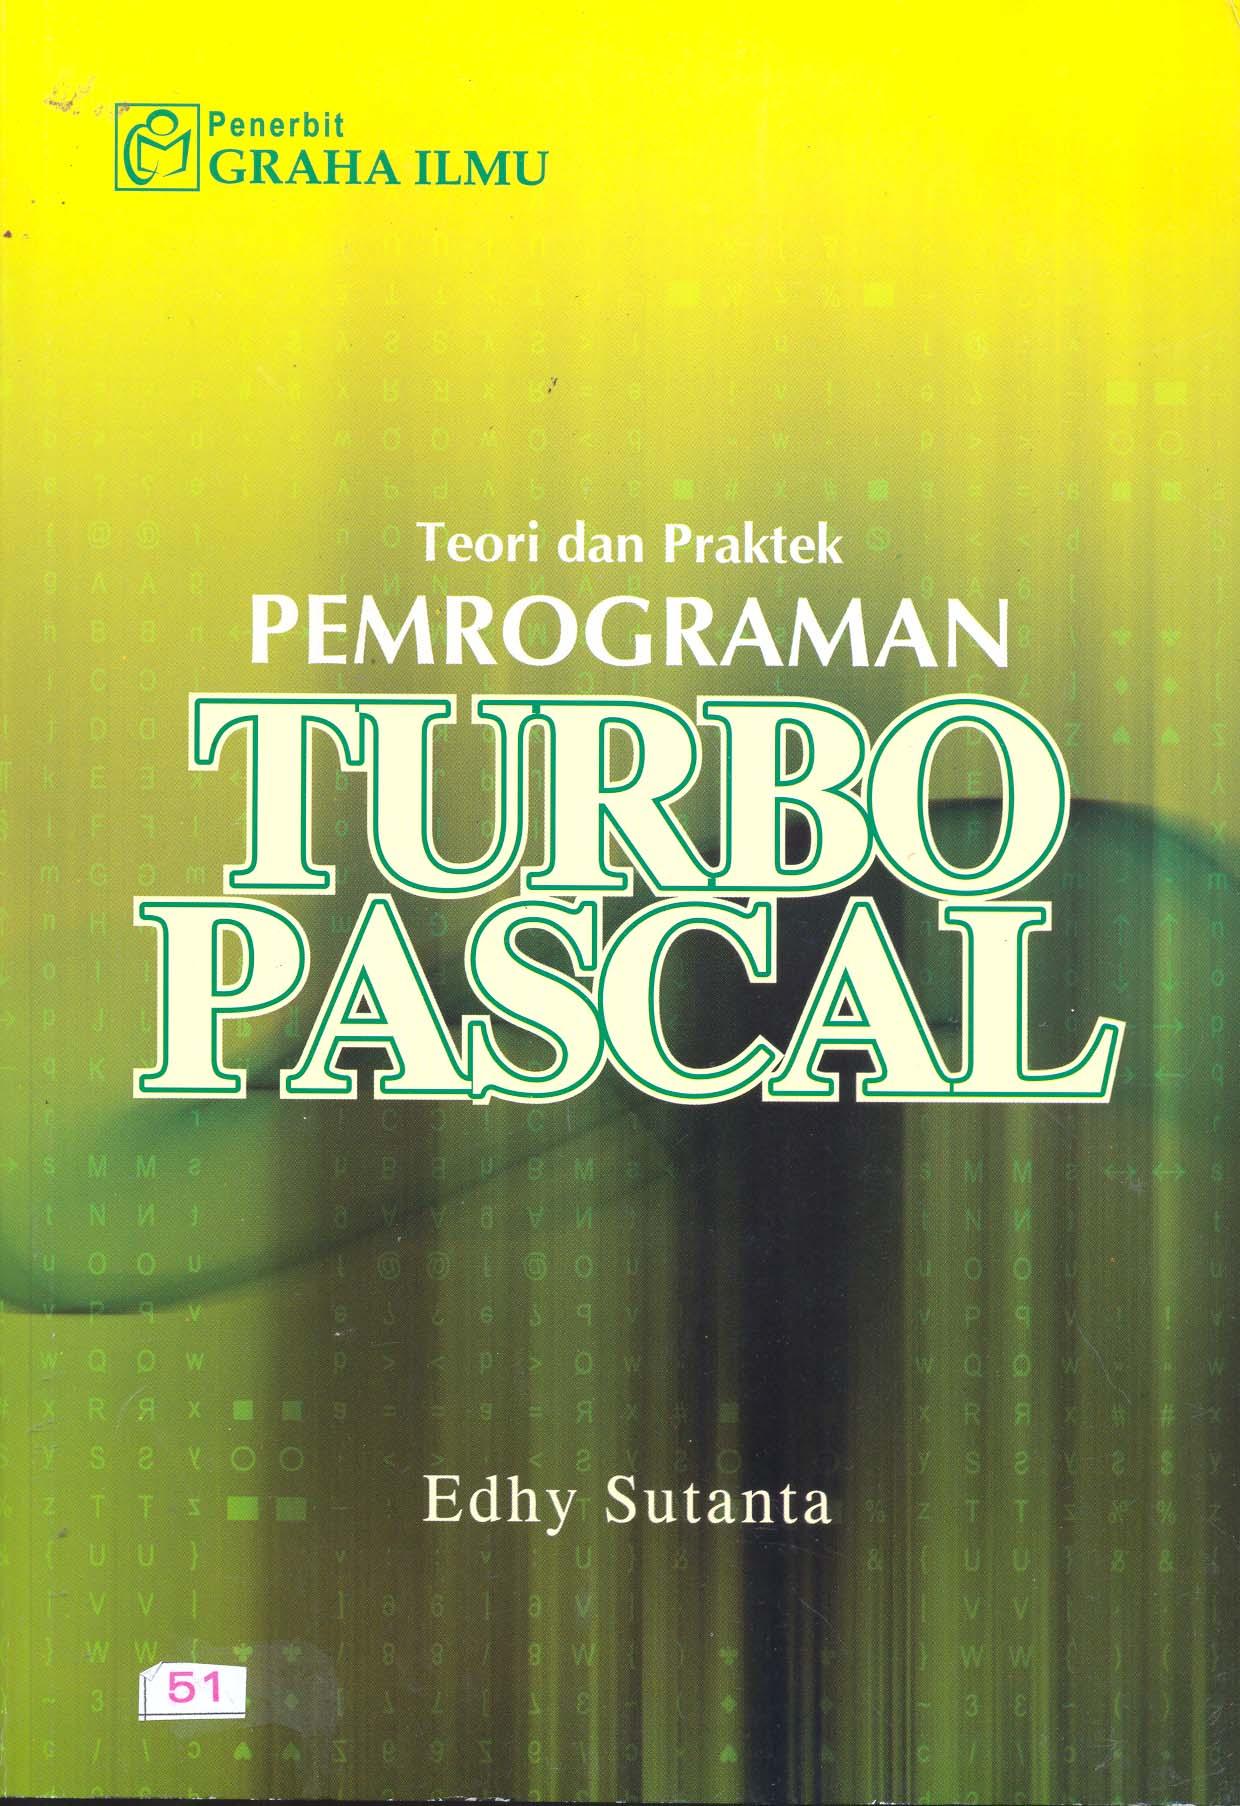 Penerbit
GRAHA ILMU
Teori dan Praktek
PEMROGRAMAN
TURBO
PASCAL
Edhy Sutanta
51